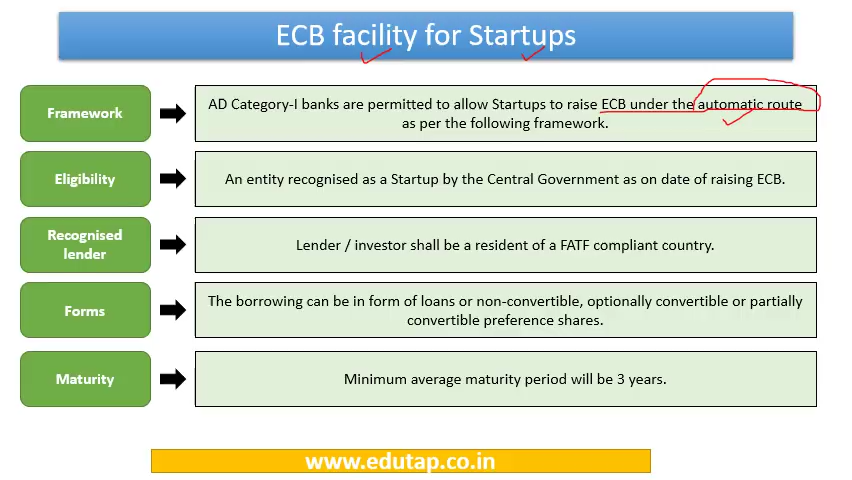 ECB facility for Startups
Framework
AD Category-I banks are permitted to allow Startups to raise ECB under the automatic route
as per the following framework.
Eligibility
An entity recognised as a Startup by the Central Government as on date of raising ECB.
Recognised
lender
Lender / investor shall be a resident of a FATF compliant country.
Forms
The borrowing can be in form of loans or non-convertible, optionally convertible or partially
convertible preference shares.
Maturity
Minimum average maturity period will be 3 years.
www.edutap.co.in